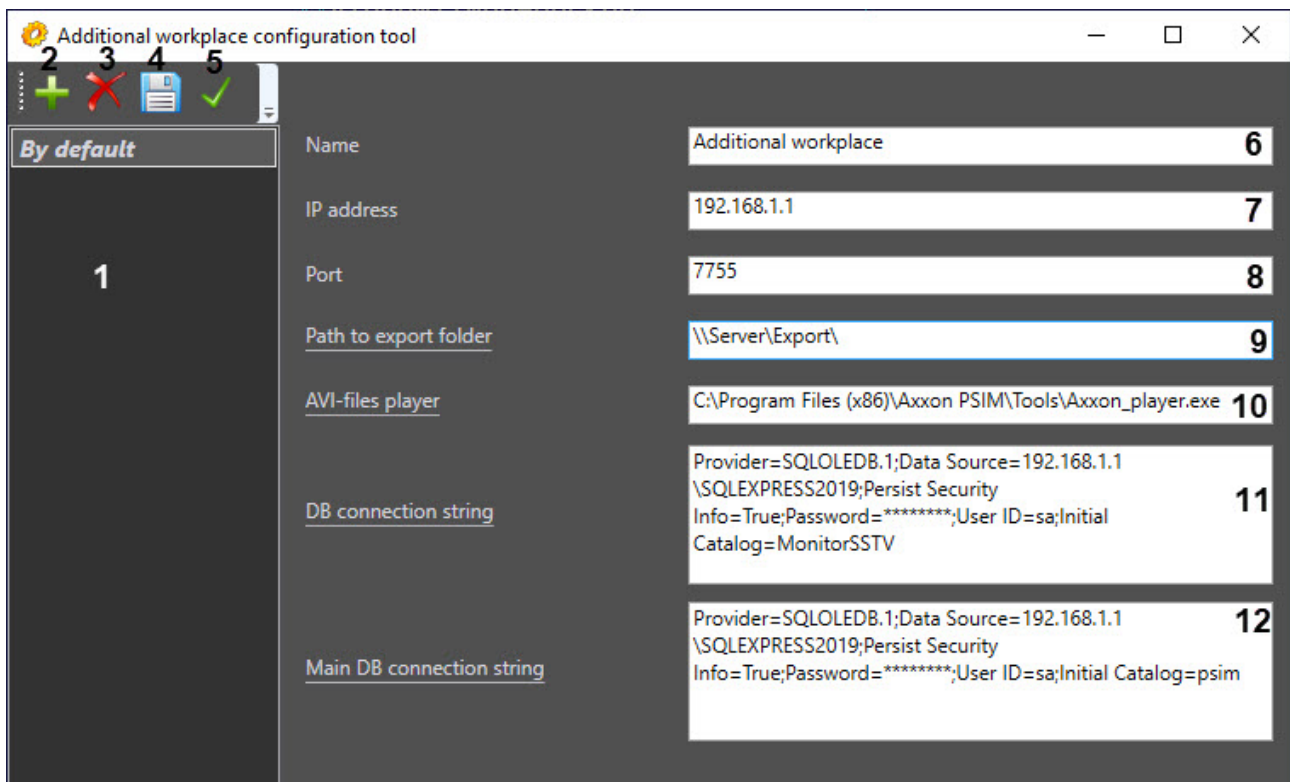 Additional workplace configuration tool
2 3 4 5
By default
Name
Additional workplace 6
IP address
192.168.1.1 7
1
Port
7755 8
Path to export folder
\\Server\Export\ 9
AVI-files player
C:\Program Files (x86)\Axxon PSIM\Tools\Axxon_player.exe 10
DB connection string
Provider=SQLOLEDB.1;Data Source=192.168.1.1
\SQLEXPRESS2019;Persist Security
Info=True;Password=********;User ID=sa;Initial
Catalog=MonitorSSTV
11
Main DB connection string
Provider=SQLOLEDB.1;Data Source=192.168.1.1
\SQLEXPRESS2019;Persist Security
Info=True;Password=********;User ID=sa;Initial Catalog=psim
12